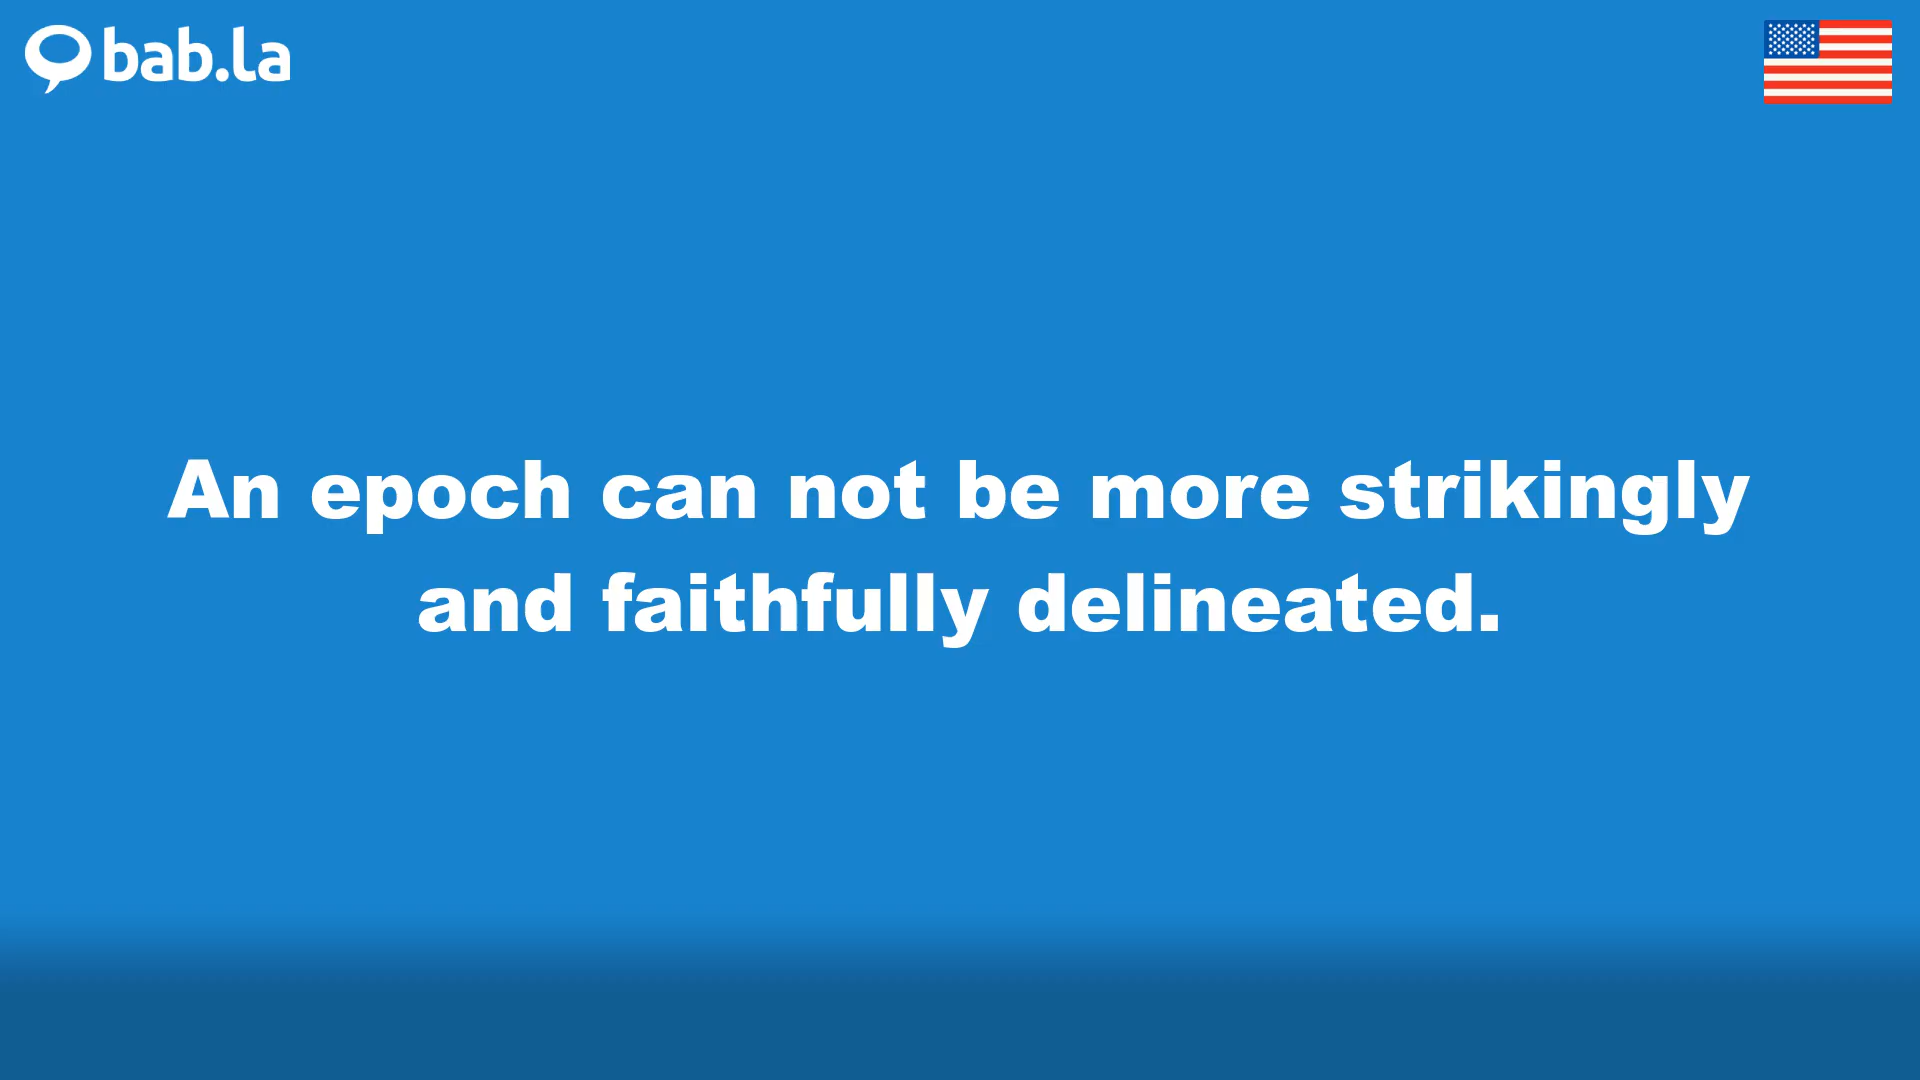 bab.la
An epoch can not be more strikingly
and faithfully delineated.